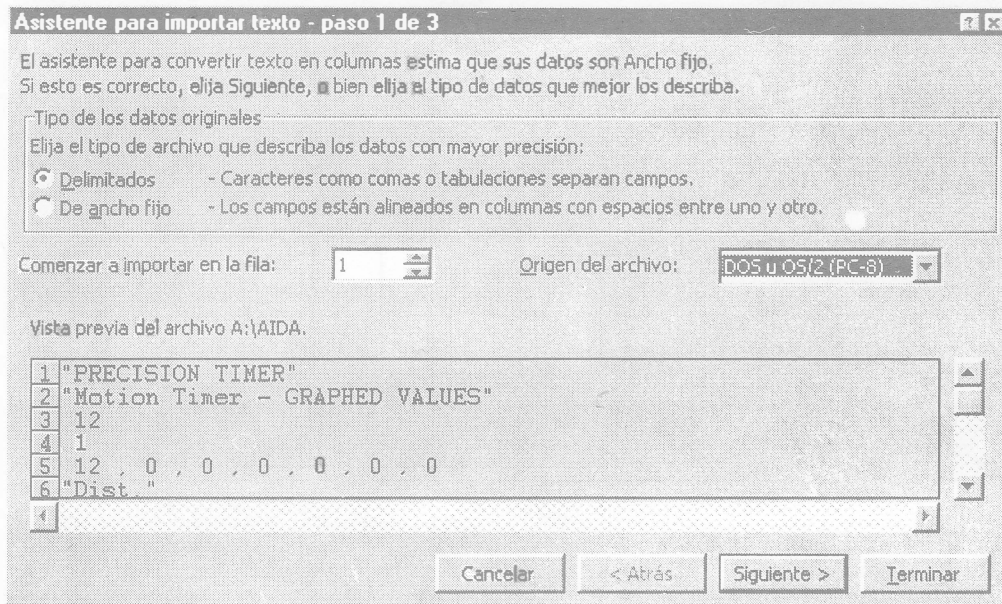 Asistente para importar texto - paso 1 de 3
El asistente para convertir texto en columnas estima que sus datos son Ancho fijo.
Si esto es correcto, elija Siguiente, o bien elija el tipo de datos que mejor los describa.
Tipo de los datos originales
Elija el tipo de archivo que describa los datos con mayor precisión:
Delimitados - Caracteres como comas o tabulaciones separan campos.
De ancho fijo - Los campos están alineados en columnas con espacios entre uno y otro.
Comenzar a importar en la fila: 1 Origen del archivo: DOS u OS/2 (PC-8)
Vista previa del archivo A:\AIDA.
1 "PRECISION TIMER"
2 "Motion Timer - GRAPHED VALUES"
3 12
4 1
5 12 , 0 , 0 , 0 , 0 , 0 , 0
6 "Dist."
Cancelar < Atrás Siguiente > Terminar